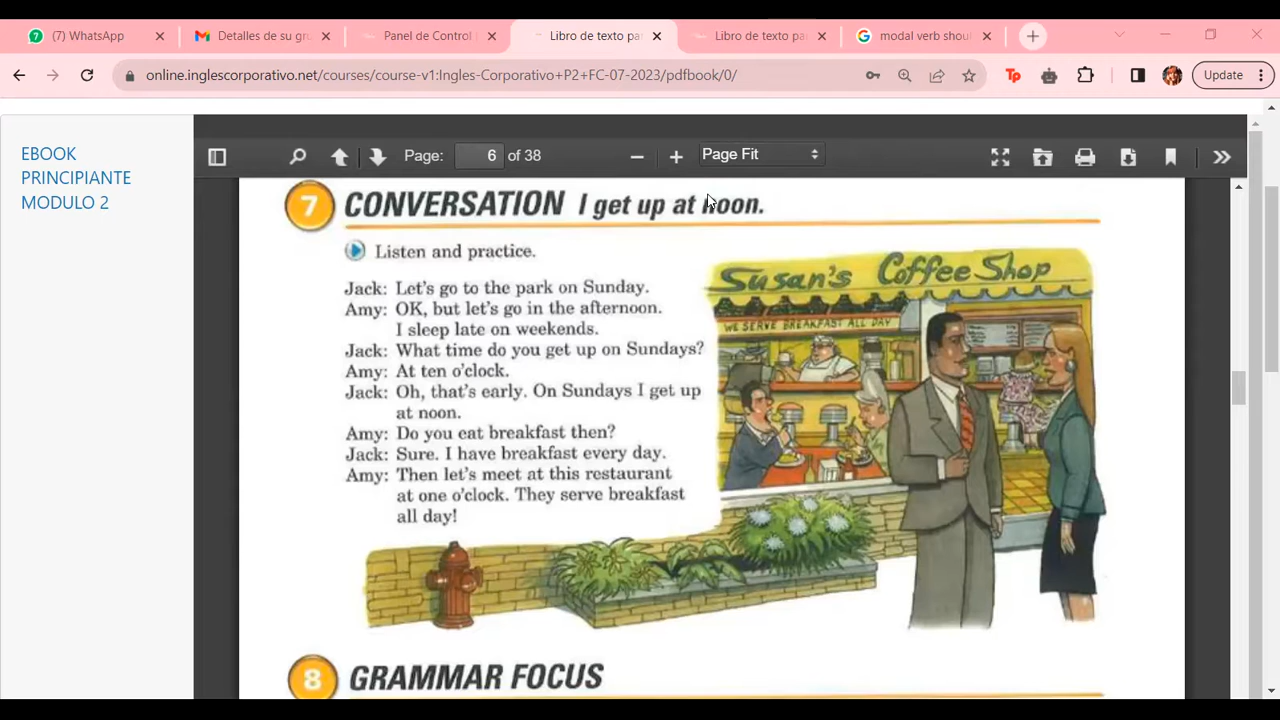 (7) WhatsApp
Detalles de su gru
Panel de Control
Libro de texto pa
Libro de texto pa
modal verb shou
online.inglescorporativo.net/courses/course-v1:Ingles-Corporativo+P2+FC-07-2023/pdfbook/0/
Update
EBOOK
PRINCIPIANTE
MODULO 2
Page: 6 of 38
Page Fit
7 CONVERSATION I get up at noon.
Listen and practice.
Jack: Let's go to the park on Sunday.
Amy: OK, but let's go in the afternoon.
I sleep late on weekends.
Jack: What time do you get up on Sundays?
Amy: At ten o'clock.
Jack: Oh, that's early. On Sundays I get up
at noon.
Amy: Do you eat breakfast then?
Jack: Sure. I have breakfast every day.
Amy: Then let's meet at this restaurant
at one o'clock. They serve breakfast
all day!
Susan's Coffee Shop
WE SERVE BREAKFAST ALL DAY
8 GRAMMAR FOCUS